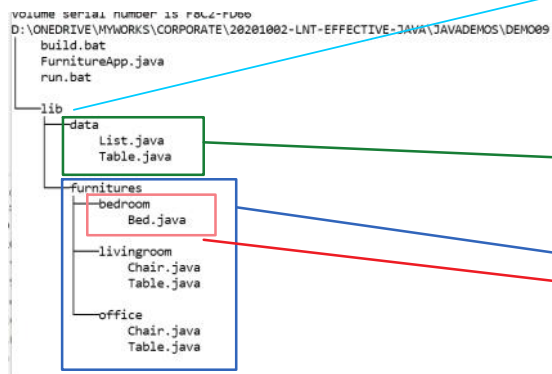 volume serial number is F8C2-FD66
D:\ONEDRIVE\MYWORKS\CORPORATE\20201002-LNT-EFFECTIVE-JAVA\JAVADEMOS\DEMO09
build.bat
FurnitureApp.java
run.bat
lib
data
List.java
Table.java
furnitures
bedroom
Bed.java
livingroom
Chair.java
Table.java
office
Chair.java
Table.java